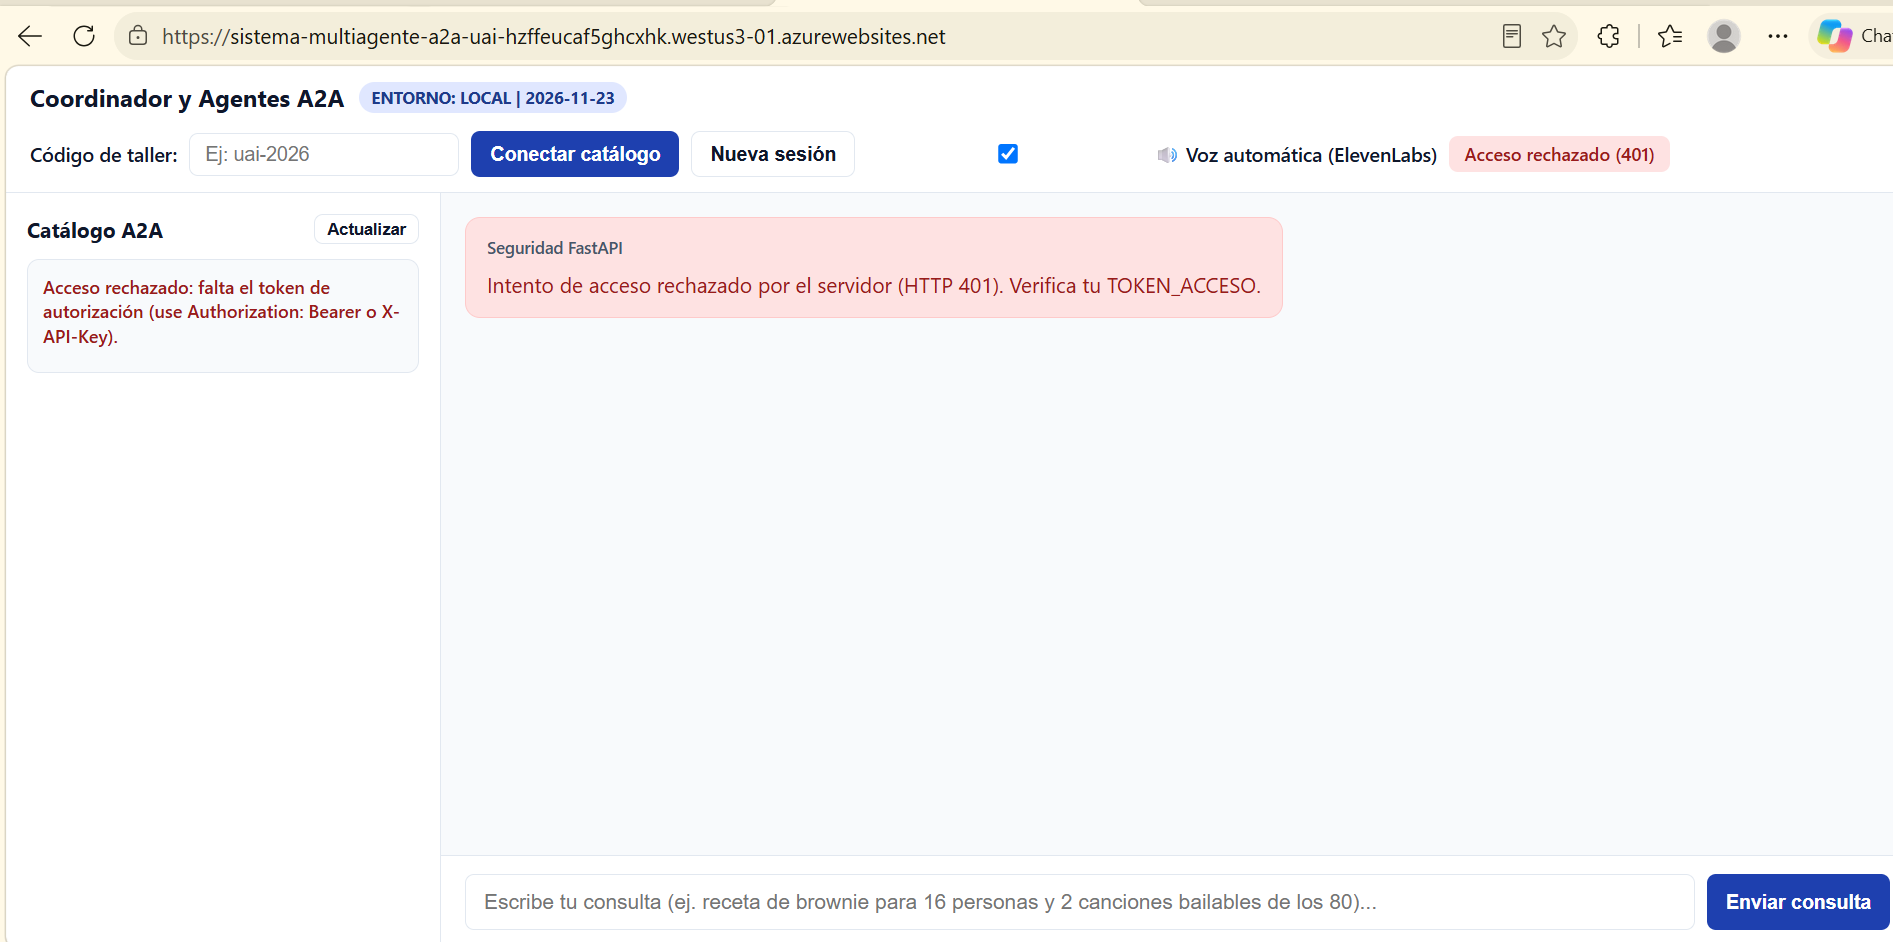 https://sistema-multiagente-a2a-uai-hzffeucaf5ghcxhk.westus3-01.azurewebsites.net
Coordinador y Agentes A2A
ENTORNO: LOCAL | 2026-11-23
Código de taller:
Ej: uai-2026
Conectar catálogo
Nueva sesión
Voz automática (ElevenLabs)
Acceso rechazado (401)
Catálogo A2A
Actualizar
Acceso rechazado: falta el token de
autorización (use Authorization: Bearer o X-
API-Key).
Seguridad FastAPI
Intento de acceso rechazado por el servidor (HTTP 401). Verifica tu TOKEN_ACCESO.
Escribe tu consulta (ej. receta de brownie para 16 personas y 2 canciones bailables de los 80)...
Enviar consulta